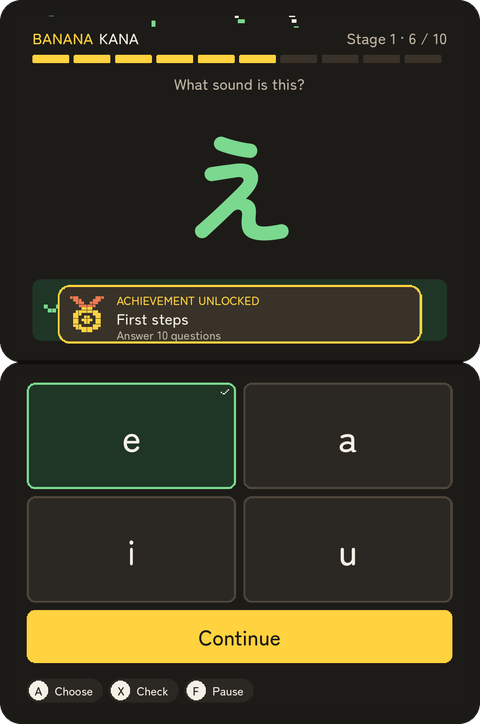 BANANA KANA
Stage 1 · 6 / 10
What sound is this?
え
ACHIEVEMENT UNLOCKED
First steps
Answer 10 questions
e
a
i
u
Continue
A Choose
X Check
F Pause